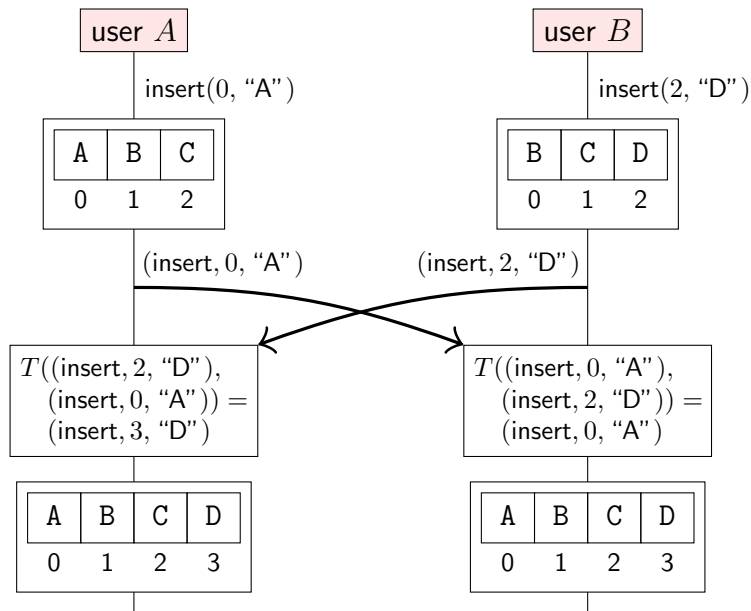 user A
user B
insert(0, “A”)
insert(2, “D”)
A B C
0 1 2
B C D
0 1 2
(insert, 0, “A”)
(insert, 2, “D”)
T((insert, 2, “D”),
(insert, 0, “A”)) =
(insert, 3, “D”)
T((insert, 0, “A”),
(insert, 2, “D”)) =
(insert, 0, “A”)
A B C D
0 1 2 3
A B C D
0 1 2 3